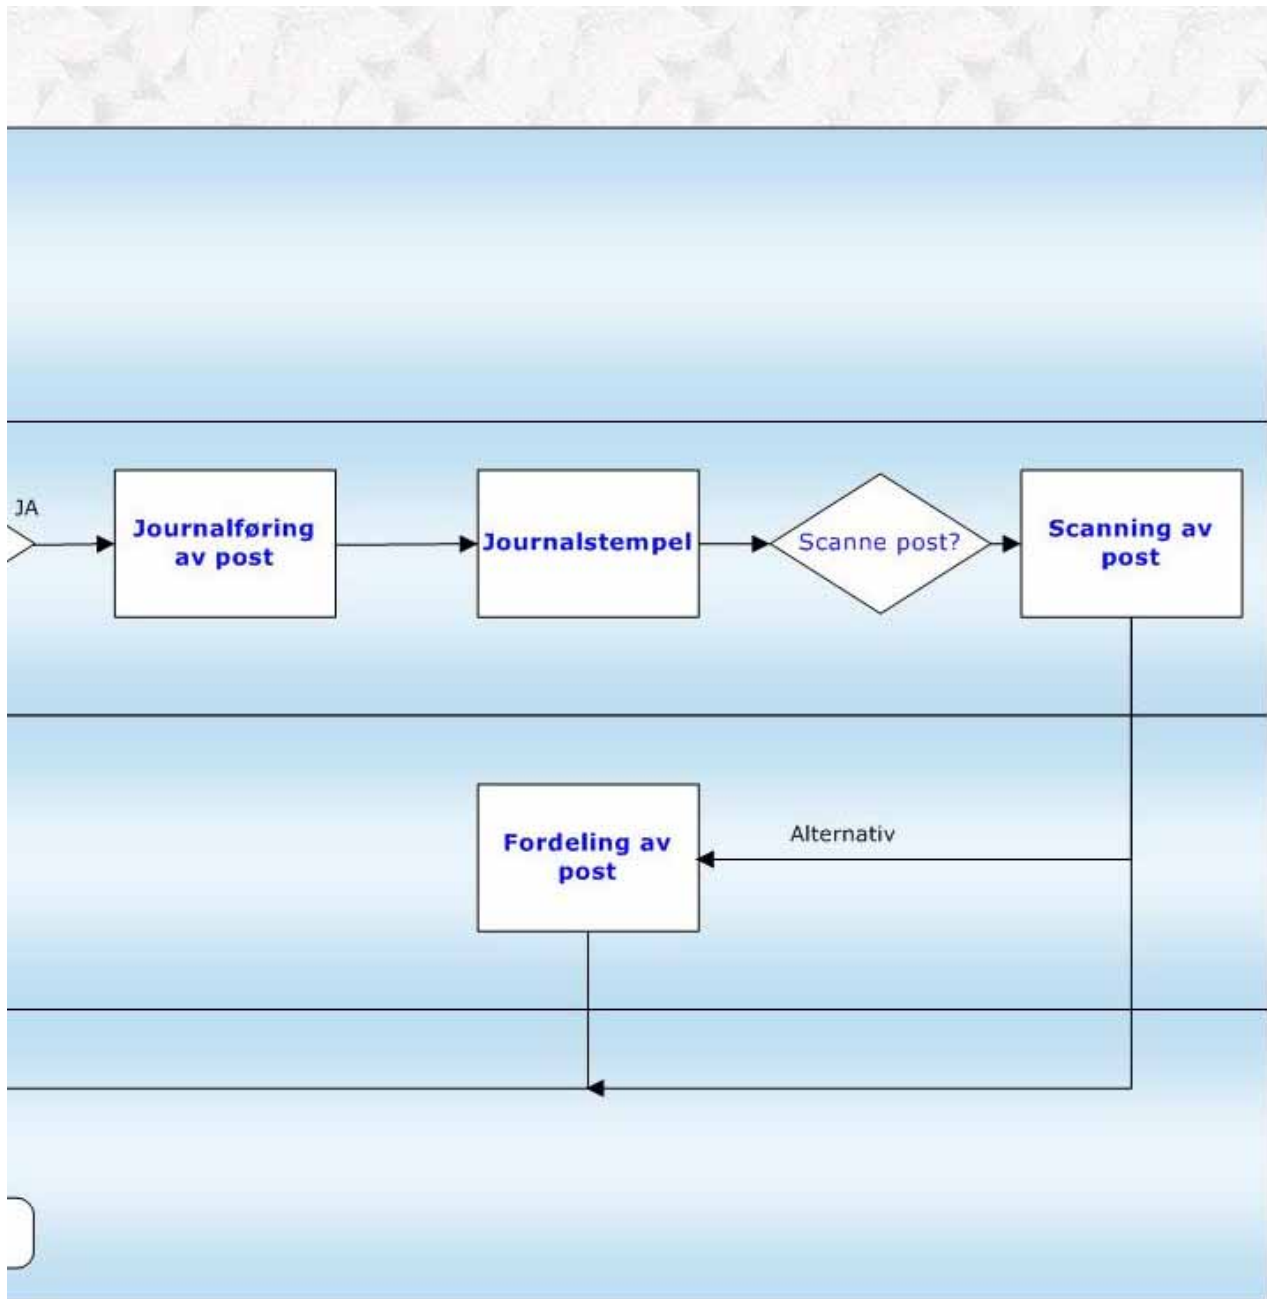 JA
Journalføring
av post
Journalstempel
Scanne post?
Scanning av
post
Fordeling av
post
Alternativ